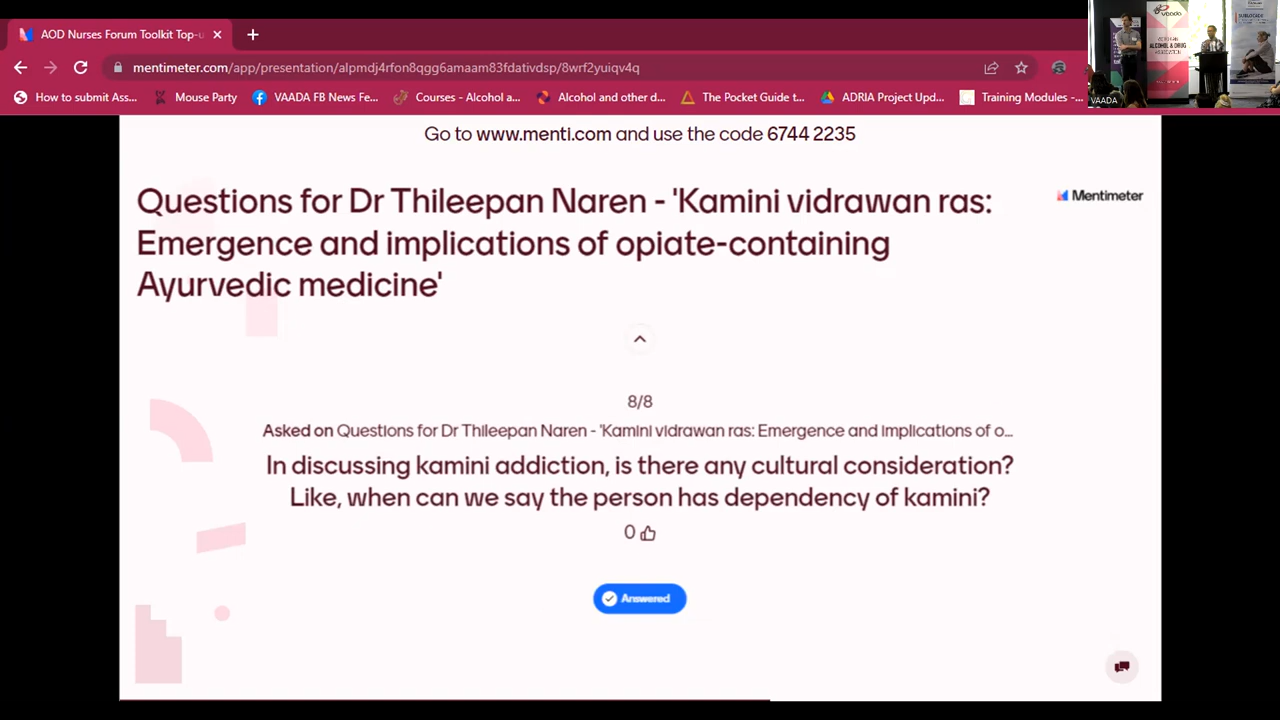 AOD Nurses Forum Toolkit Top-u
mentimeter.com/app/presentation/alpmdj4rfon8qgg6amaam83fdativdsp/8wrf2yuiqv4q
How to submit Ass... Mouse Party VAADA FB News Fe... Courses - Alcohol a... Alcohol and other d... The Pocket Guide t... ADRIA Project Upd... Training Modules -...
vaada
ALCOHOL & DRUG
VAADA
Go to www.menti.com and use the code 6744 2235
Questions for Dr Thileepan Naren - 'Kamini vidrawan ras:
Emergence and implications of opiate-containing
Ayurvedic medicine'
Mentimeter
8/8
Asked on Questions for Dr Thileepan Naren - 'Kamini vidrawan ras: Emergence and implications of o...
In discussing kamini addiction, is there any cultural consideration?
Like, when can we say the person has dependency of kamini?
0
Answered